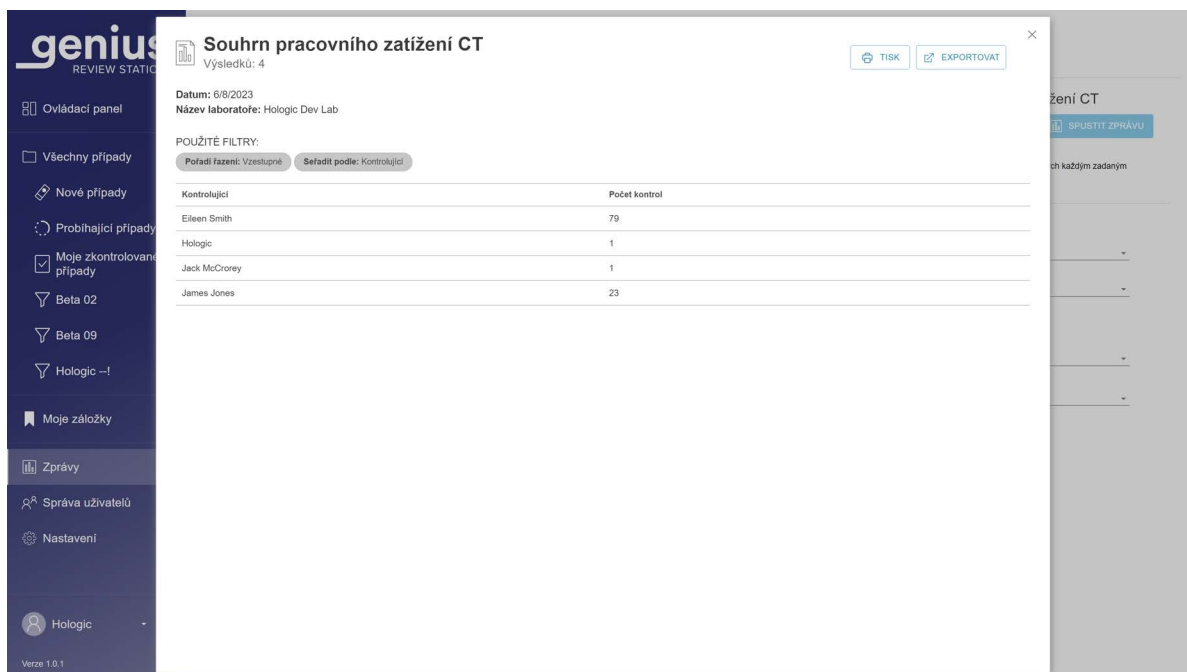 genius
REVIEW STATIO
Ovládací panel
Všechny případy
Nové případy
Probíhající případy
Moje zkontrolované
případy
Beta 02
Beta 09
Hologic --!
Moje záložky
Zprávy
Správa uživatelů
Nastavení
Hologic
Verze 1.0.1
Souhrn pracovního zatížení CT
Výsledků: 4
TISK
EXPORTOVAT
Datum: 6/8/2023
Název laboratoře: Hologic Dev Lab
POUŽITÉ FILTRY:
Pořadí řazení: Vzestupné
Seřadit podle: Kontrolující
Kontrolující Počet kontrol
Eileen Smith 79
Hologic 1
Jack McCrorey 1
James Jones 23
žení CT
SPUSTIT ZPRÁVU
ch každým zadaným